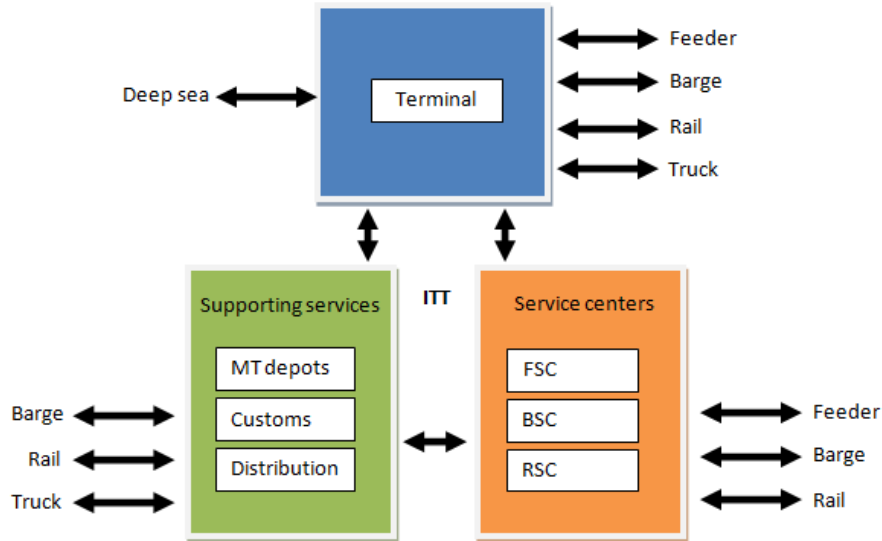 Deep sea
Terminal
Feeder
Barge
Rail
Truck
Supporting services
MT depots
Customs
Distribution
Barge
Rail
Truck
ITT
Service centers
FSC
BSC
RSC
Feeder
Barge
Rail